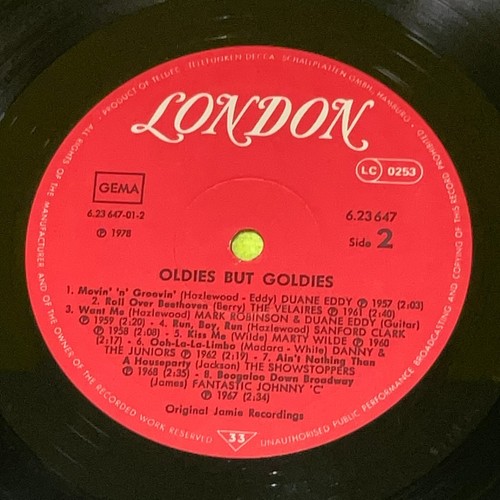 ALL RIGHTS OF THE MANUFACTURER AND OF THE OWNER OF THE RECORDED WORK RESERVED
PRODUCT OF TELDEC »TELEFUNKEN-DECCA« SCHALLPLATTEN GMBH, HAMBURG
UNAUTHORISED PUBLIC PERFORMANCE BROADCASTING AND COPYING OF THIS RECORD PROHIBITED
LONDON
LC 0253
GEMA
6.23 647-01-2
Ⓟ 1978
6.23 647
Side 2
OLDIES BUT GOLDIES
1. Movin' 'n' Groovin' (Hazlewood - Eddy) DUANE EDDY Ⓟ 1957 (2:03)
2. Roll Over Beethoven (Berry) THE VELAIRES Ⓟ 1961 (2:40)
3. Want Me (Hazlewood) MARK ROBINSON & DUANE EDDY (Guitar)
Ⓟ 1959 (2:20) - 4. Run, Boy, Run (Hazlewood) SANFORD CLARK
Ⓟ 1958 (2:08) - 5. Kiss Me (Wilde) MARTY WILDE Ⓟ 1960
(2:17) - 6. Ooh-La-La-Limbo (Madara - White) DANNY &
THE JUNIORS Ⓟ 1962 (2:19) - 7. Ain't Nothing Than
A Houseparty (Jackson) THE SHOWSTOPPERS
Ⓟ 1968 (2:35) - 8. Boogaloo Down Broadway
(James) FANTASTIC JOHNNY 'C'
Ⓟ 1967 (2:34)
Original Jamie Recordings
33